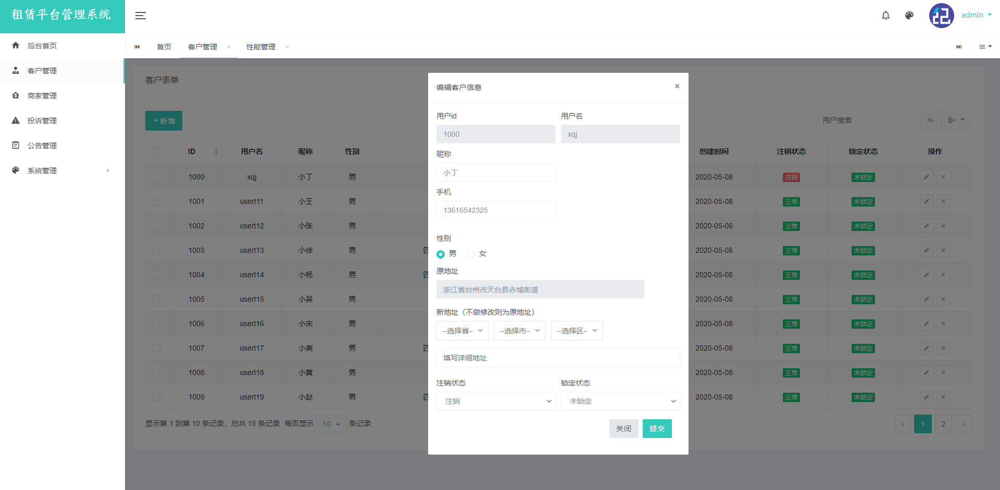 租赁平台管理系统
admin
后台首页
客户管理
商家管理
投诉管理
公告管理
系统管理
首页 客户管理 × 性能管理 ×
客户表单
+新增
用户搜索
ID 用户名 昵称 性别 创建时间 注销状态 锁定状态 操作
1000 xqj 小丁 男 2020-05-08 注销 未锁定
1001 usert11 小王 男 2020-05-08 正常 未锁定
1002 usert12 小张 男 2020-05-08 正常 未锁定
1003 usert13 小徐 男 四 2020-05-08 正常 未锁定
1004 usert14 小杨 男 四 2020-05-08 正常 未锁定
1005 usert15 小吴 男 2020-05-08 正常 未锁定
1006 usert16 小宋 男 2020-05-08 正常 未锁定
1007 usert17 小美 男 四 2020-05-08 正常 未锁定
1008 usert18 小黄 男 2020-05-08 正常 未锁定
1009 usert19 小赵 男 四 2020-05-08 正常 未锁定
显示第 1 到第 10 条记录，总共 15 条记录 每页显示 10 条记录
‹ 1 2 ›
编辑客户信息 ×
用户id 用户名
1000 xqj
昵称
小丁
手机
13616542325
性别
男 女
原地址
浙江省台州市天台县赤城街道
新地址（不做修改则为原地址）
--选择省-- --选择市-- --选择区--
填写详细地址
注销状态 锁定状态
注销 未锁定
关闭 提交